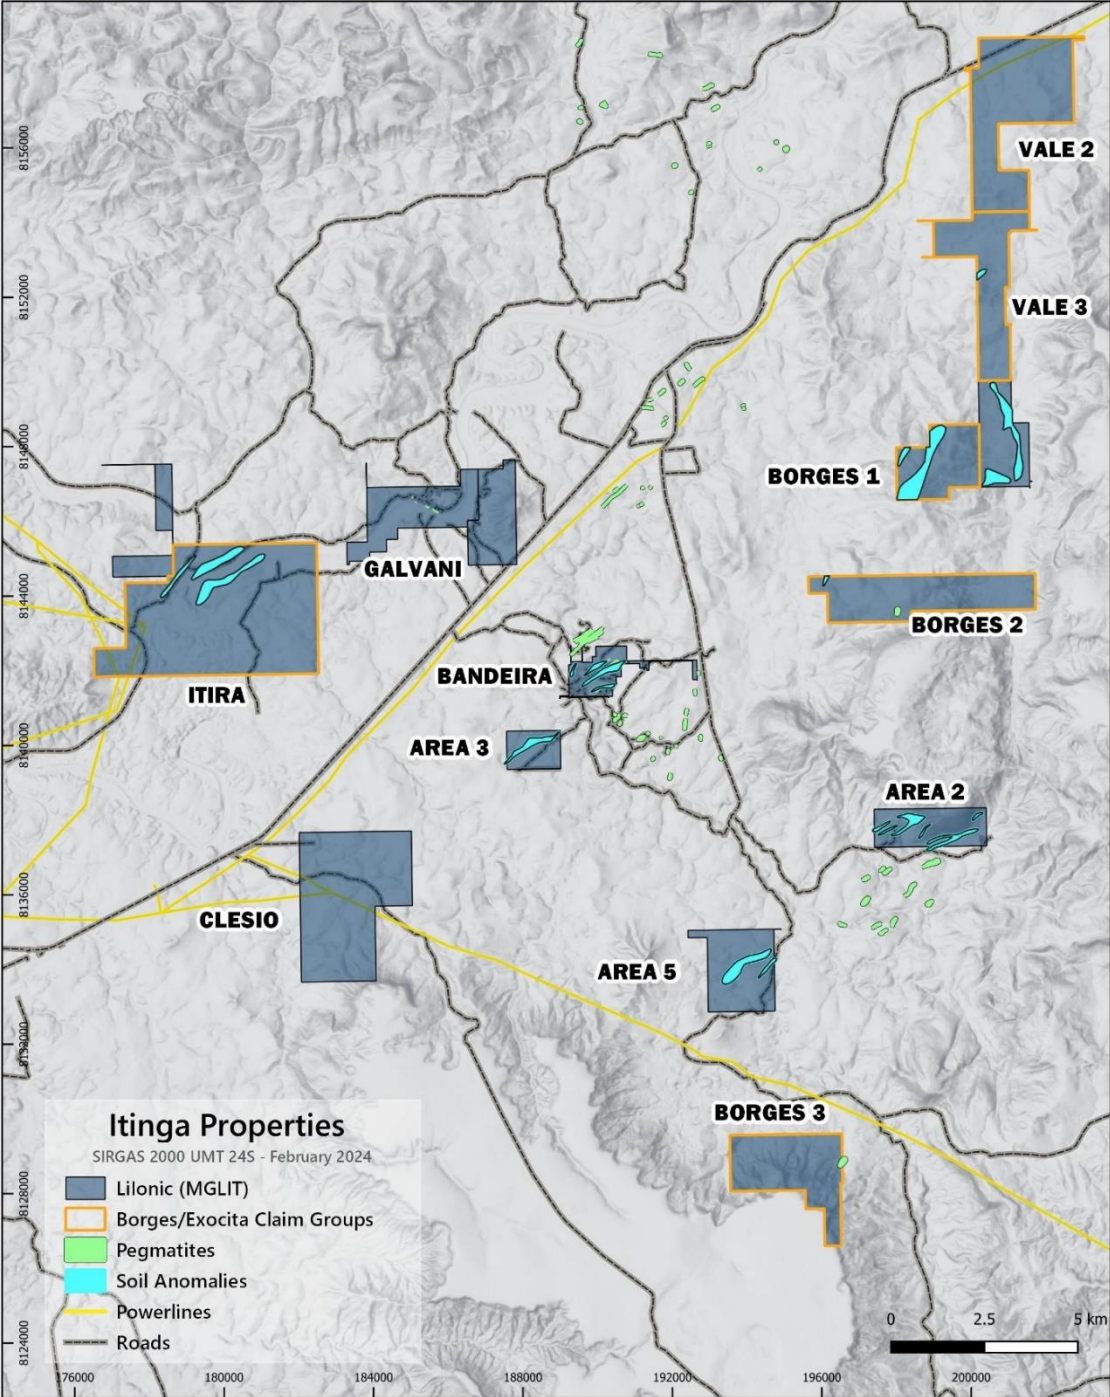 8156000
VALE 2
8152000
VALE 3
8148000
BORGES 1
GALVANI
8144000
BORGES 2
BANDEIRA
ITIRA
8140000
AREA 3
AREA 2
8136000
CLESIO
AREA 5
8132000
BORGES 3
Itinga Properties
SIRGAS 2000 UMT 24S - February 2024
Lilonic (MGLIT)
8128000
Borges/Exocita Claim Groups
Pegmatites
Soil Anomalies
Powerlines
0 2.5 5 km
Roads
8124000
176000 180000 184000 188000 192000 196000 200000